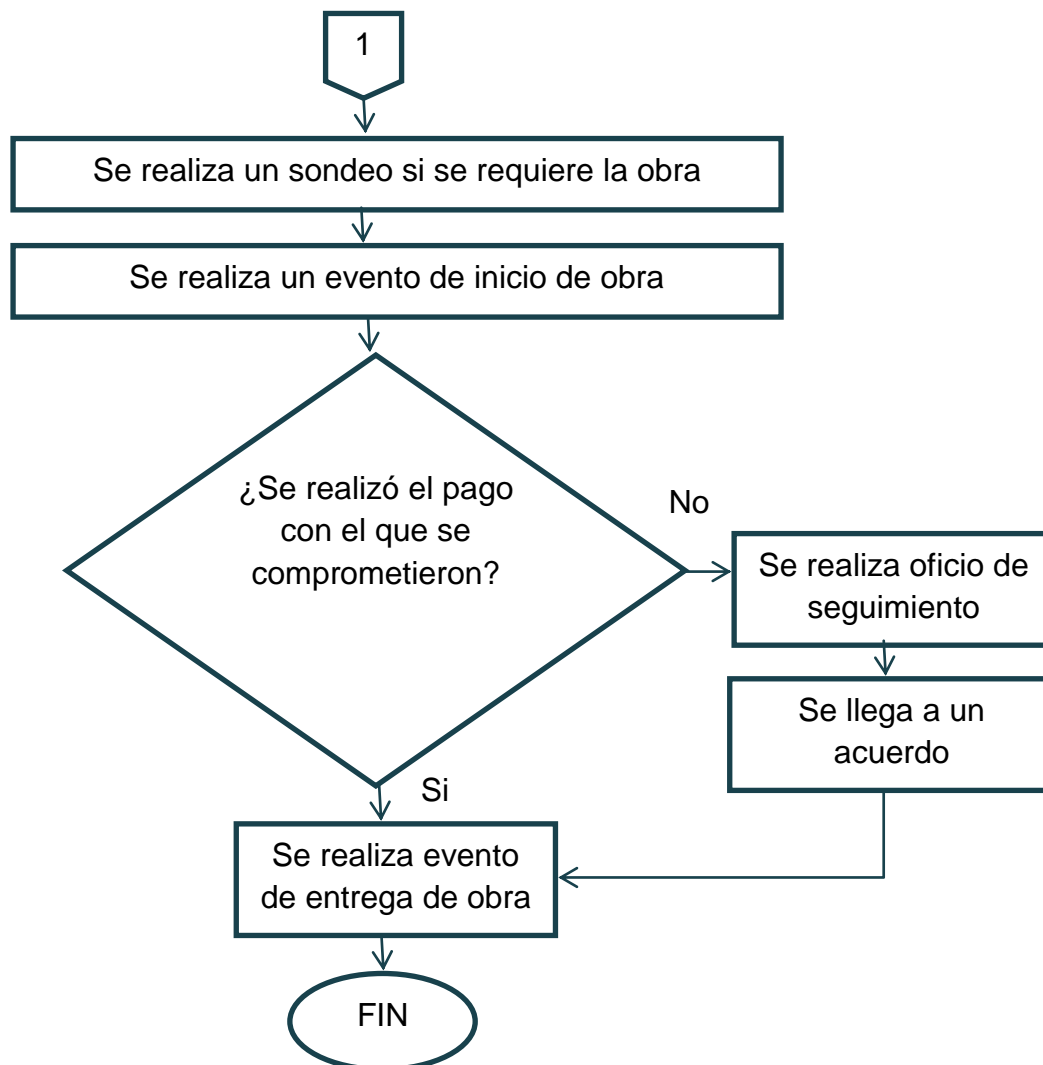 1
Se realiza un sondeo si se requiere la obra
Se realiza un evento de inicio de obra
¿Se realizó el pago
con el que se
comprometieron?
No
Se realiza oficio de
seguimiento
Se llega a un
acuerdo
Si
Se realiza evento
de entrega de obra
FIN